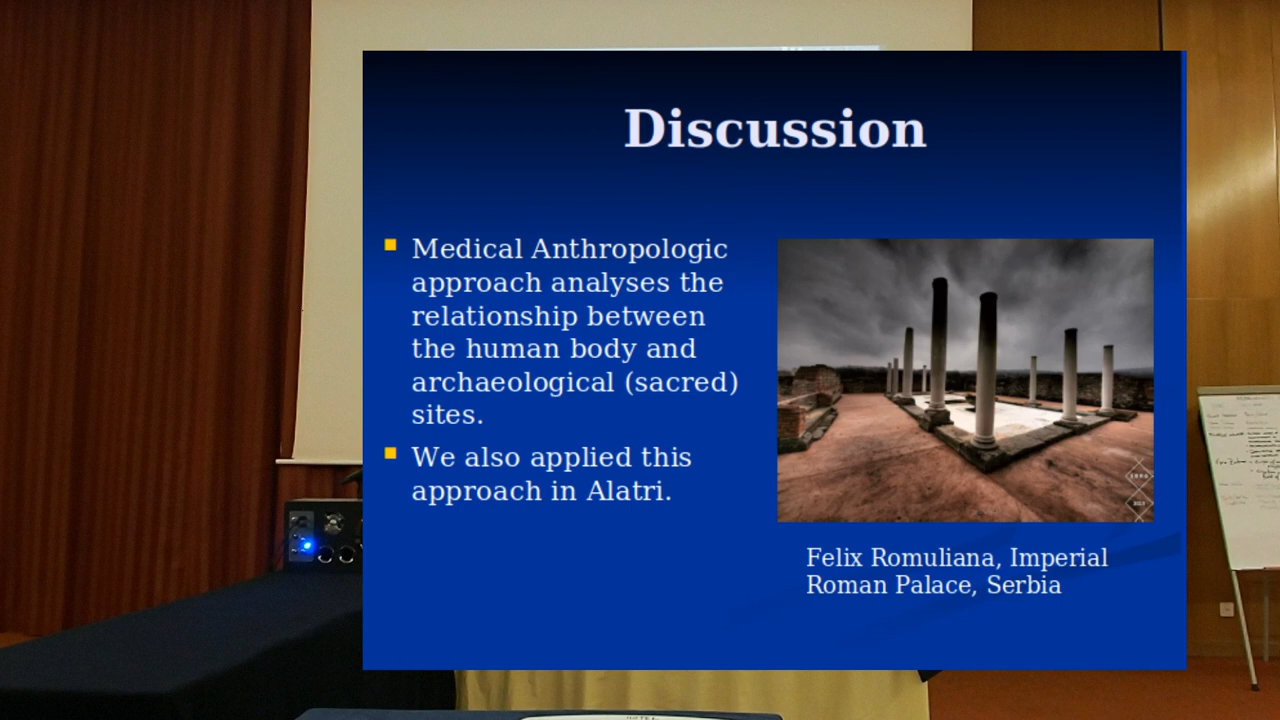 Discussion
Medical Anthropologic
approach analyses the
relationship between
the human body and
archaeological (sacred)
sites.
We also applied this
approach in Alatri.
Felix Romuliana, Imperial
Roman Palace, Serbia